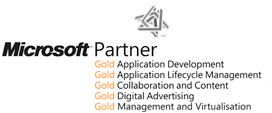 Microsoft Partner
Gold Application Development
Gold Application Lifecycle Management
Gold Collaboration and Content
Gold Digital Advertising
Gold Management and Virtualisation